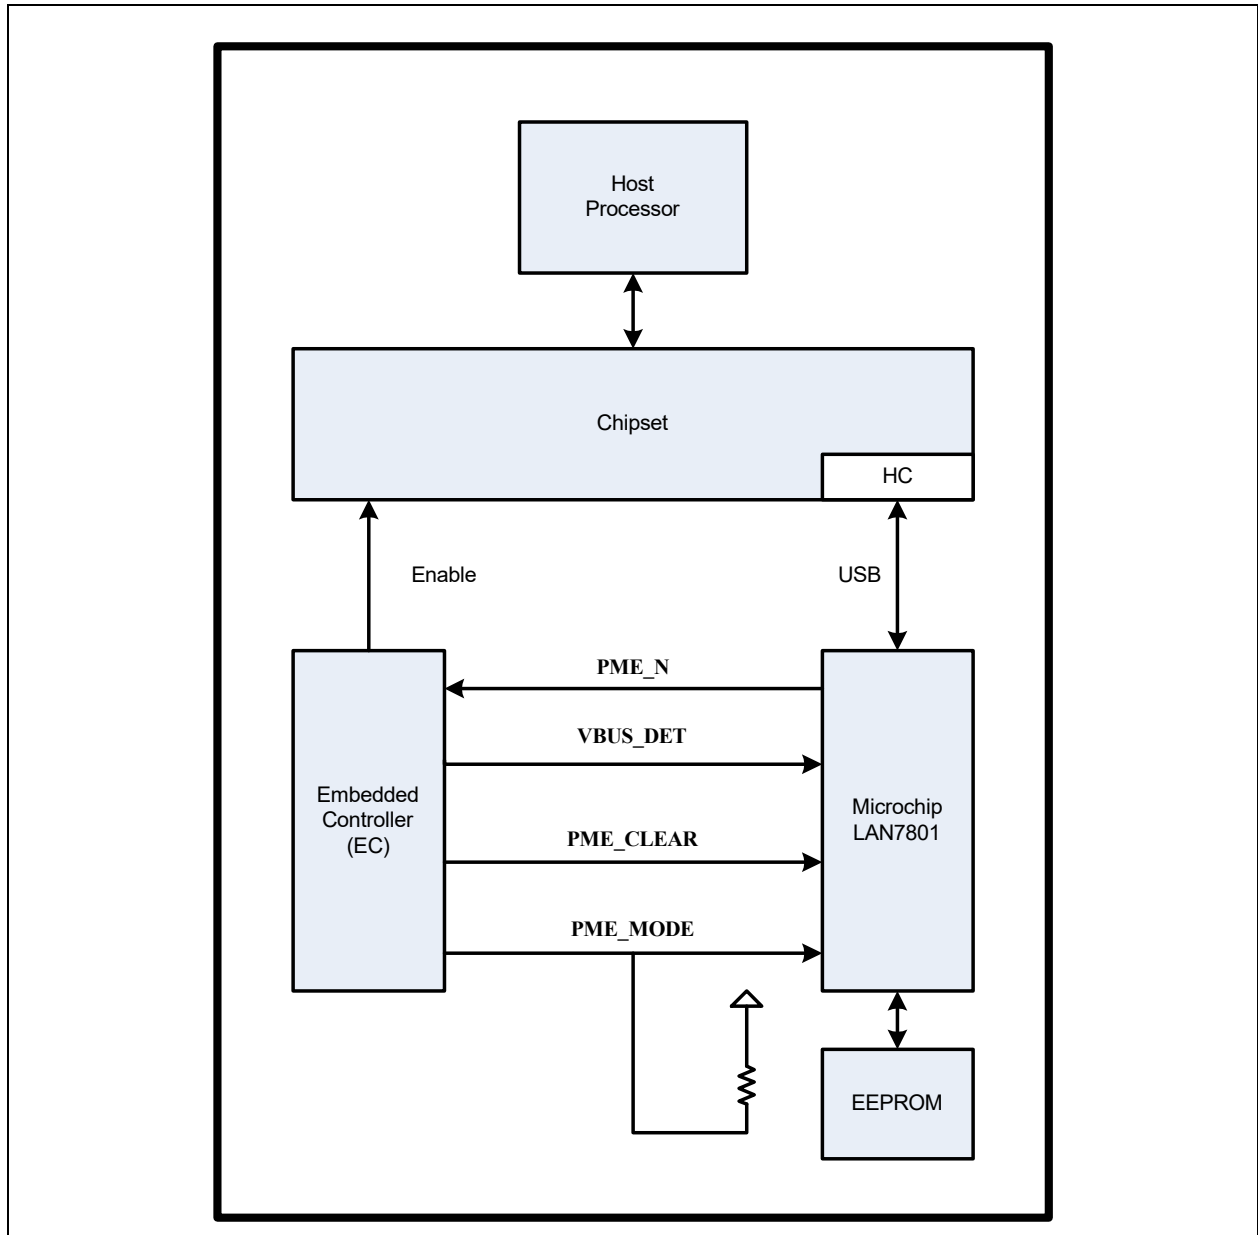 Host
Processor
Chipset
HC
Enable
USB
PME_N
VBUS_DET
Embedded
Controller
(EC)
Microchip
LAN7801
PME_CLEAR
PME_MODE
EEPROM